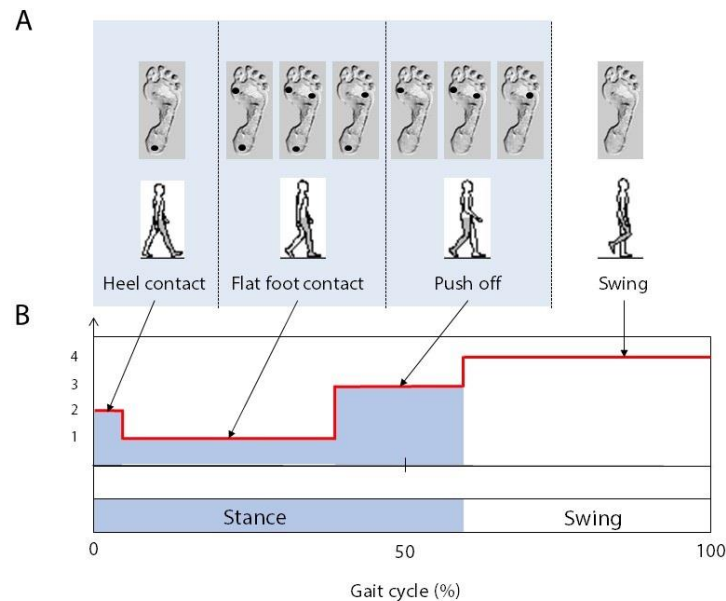 A
Heel contact Flat foot contact Push off Swing
B
4
3
2
1
Stance Swing
0 50 100
Gait cycle (%)